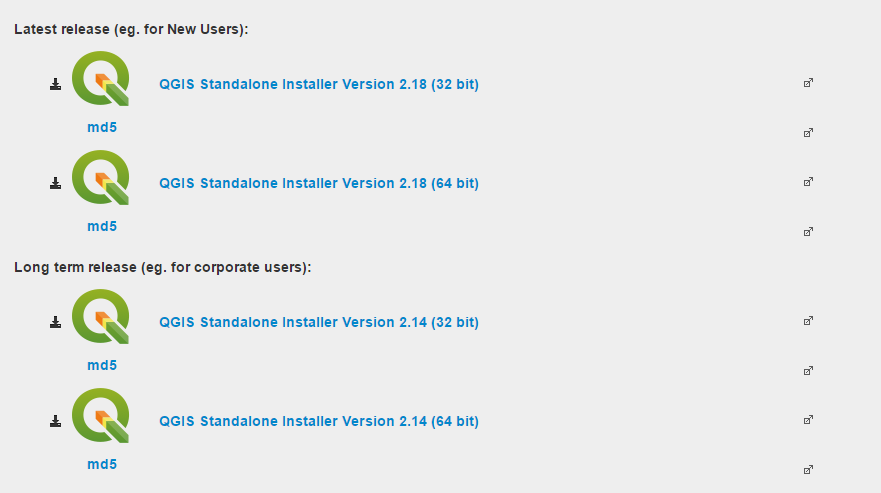 Latest release (eg. for New Users):
QGIS Standalone Installer Version 2.18 (32 bit)
md5
QGIS Standalone Installer Version 2.18 (64 bit)
md5
Long term release (eg. for corporate users):
QGIS Standalone Installer Version 2.14 (32 bit)
md5
QGIS Standalone Installer Version 2.14 (64 bit)
md5